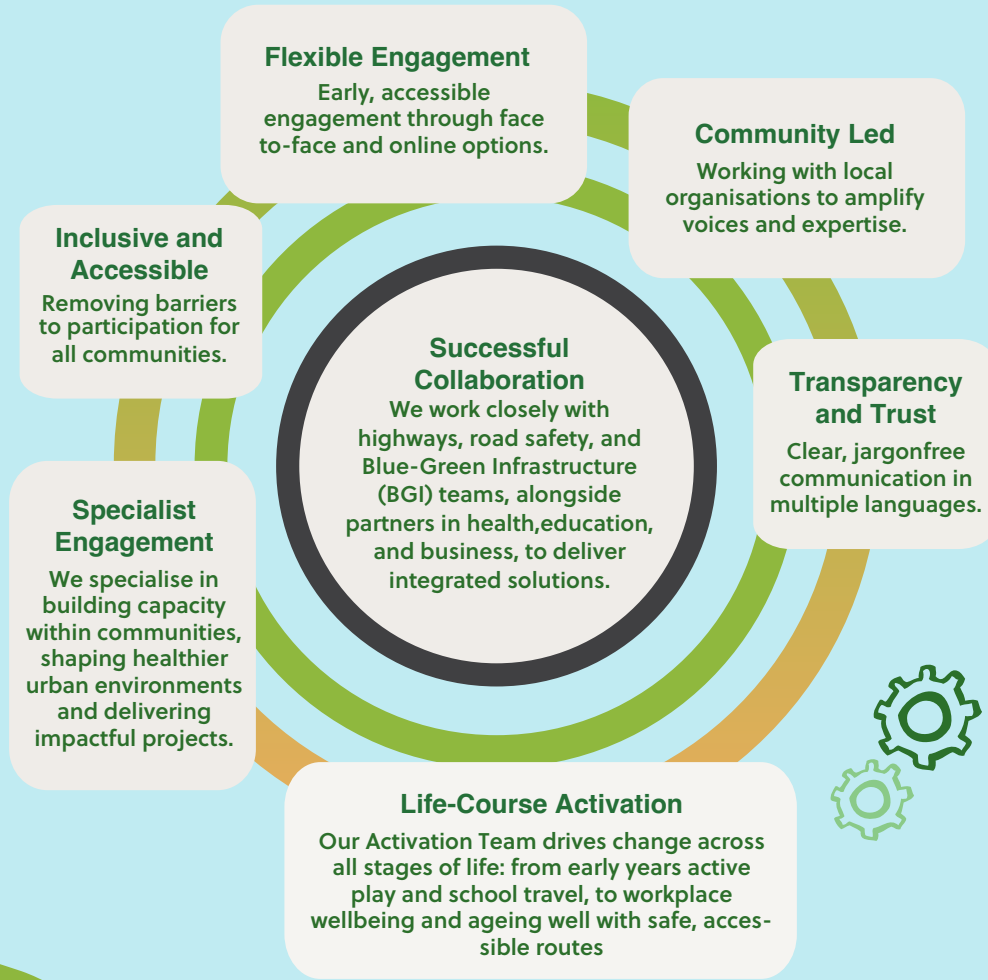 Flexible Engagement
Early, accessible
engagement through face
to-face and online options.
Community Led
Working with local
organisations to amplify
voices and expertise.
Inclusive and
Accessible
Removing barriers
to participation for
all communities.
Successful
Collaboration
We work closely with
highways, road safety, and
Blue-Green Infrastructure
(BGI) teams, alongside
partners in health,education,
and business, to deliver
integrated solutions.
Transparency
and Trust
Clear, jargonfree
communication in
multiple languages.
Specialist
Engagement
We specialise in
building capacity
within communities,
shaping healthier
urban environments
and delivering
impactful projects.
Life-Course Activation
Our Activation Team drives change across
all stages of life: from early years active
play and school travel, to workplace
wellbeing and ageing well with safe, acces-
sible routes